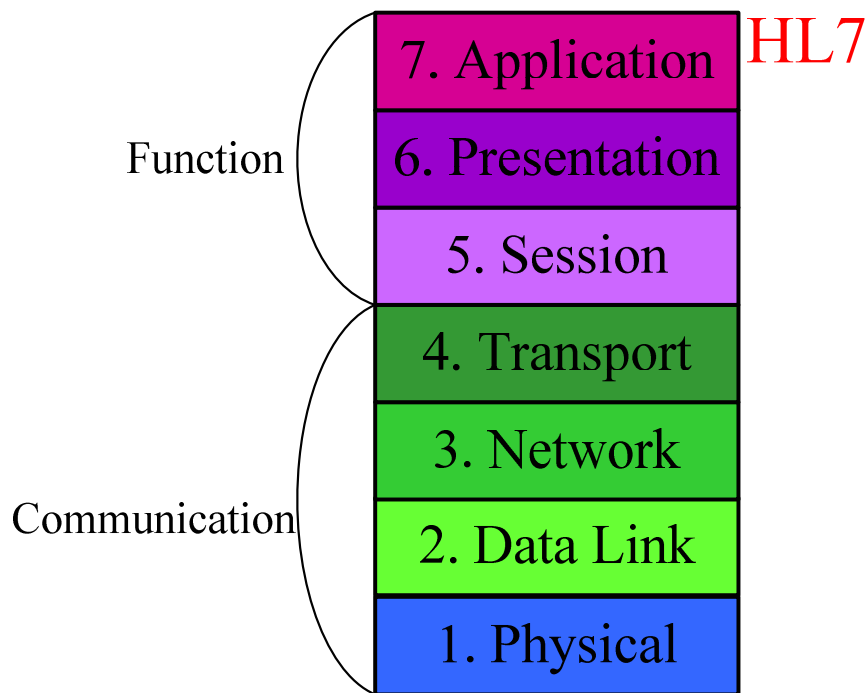 7. Application
HL7
6. Presentation
Function
5. Session
4. Transport
3. Network
Communication
2. Data Link
1. Physical